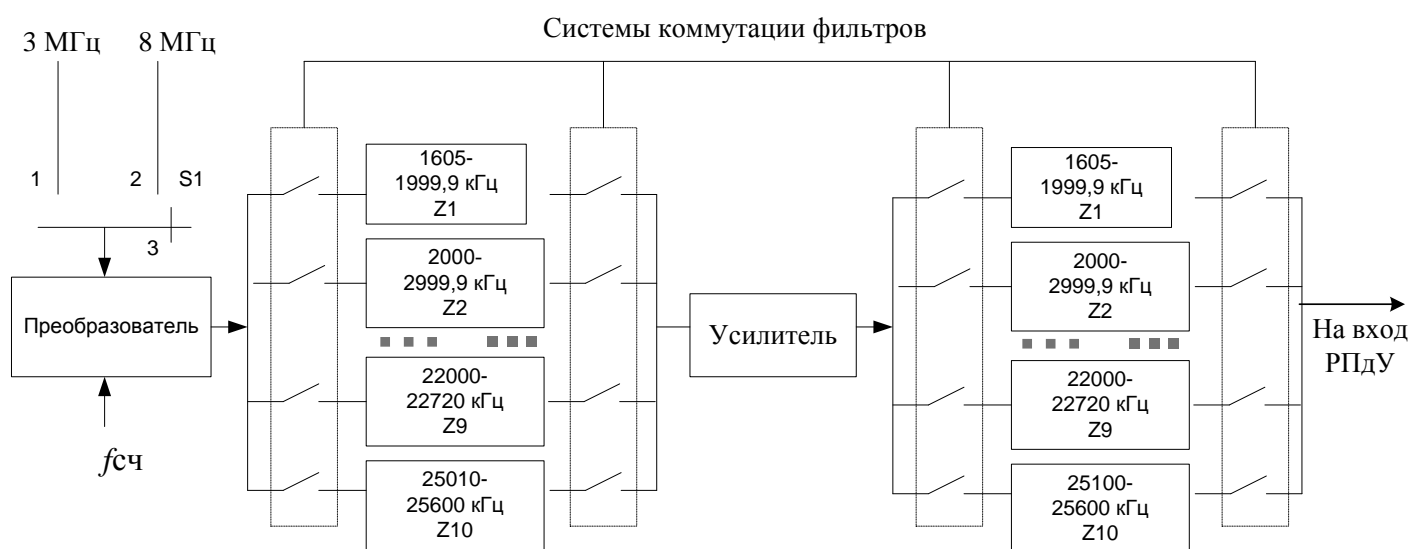 Системы коммутации фильтров
3 МГц
8 МГц
1
2
S1
3
Преобразователь
fсч
1605-
1999,9 кГц
Z1
2000-
2999,9 кГц
Z2
22000-
22720 кГц
Z9
25010-
25600 кГц
Z10
Усилитель
1605-
1999,9 кГц
Z1
2000-
2999,9 кГц
Z2
22000-
22720 кГц
Z9
25100-
25600 кГц
Z10
На вход
РПдУ